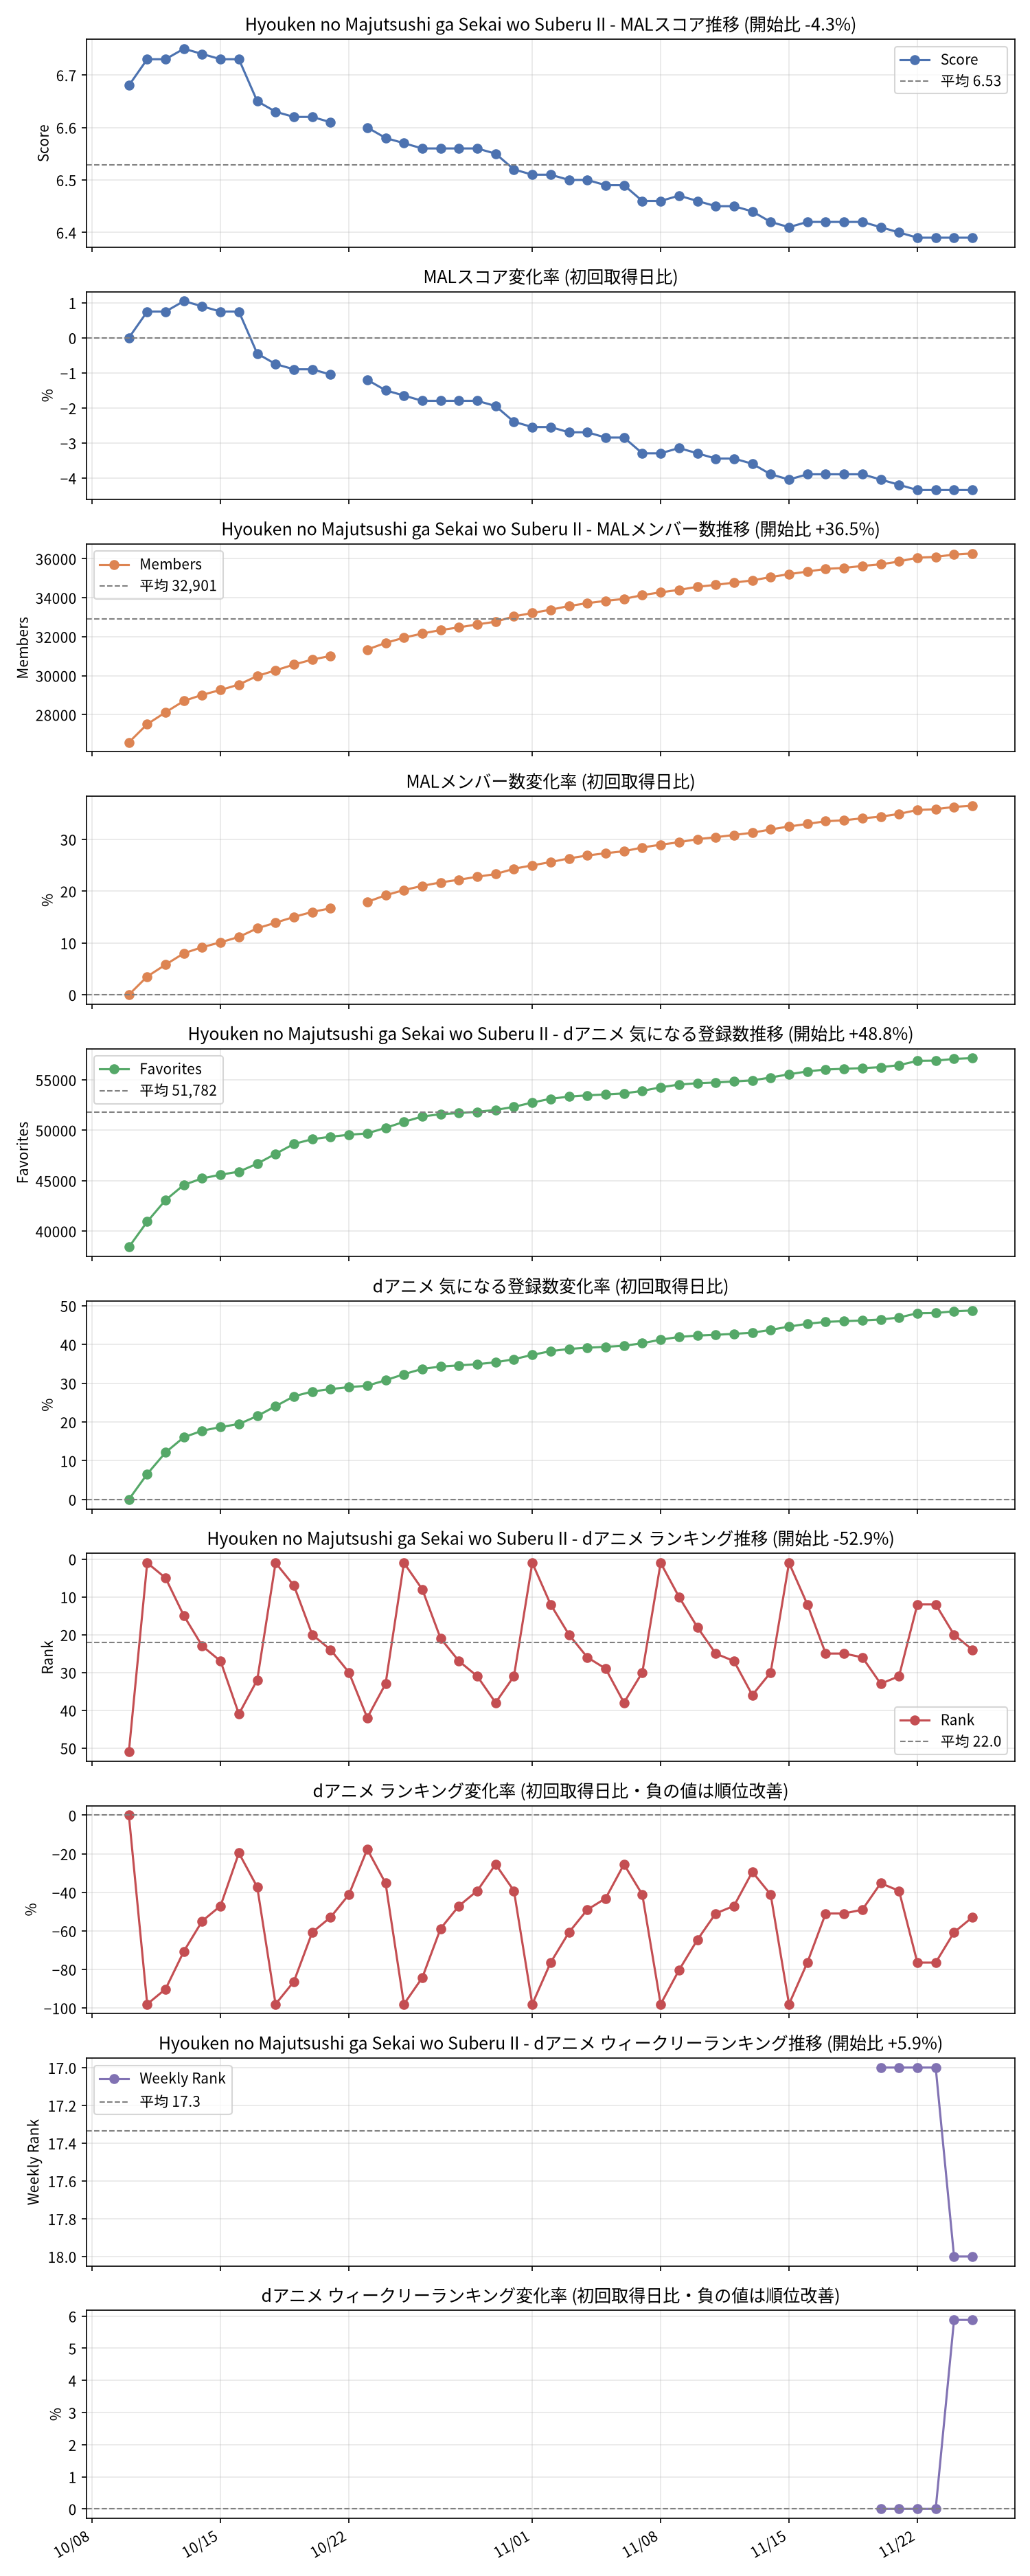 Hyouken no Majutsushi ga Sekai wo Suberu II - MALスコア推移 (開始比 -4.3%)
Score
6.7
6.6
6.5
6.4
Score
平均 6.53
MALスコア変化率 (初回取得日比)
%
1
0
−1
−2
−3
−4
Hyouken no Majutsushi ga Sekai wo Suberu II - MALメンバー数推移 (開始比 +36.5%)
Members
36000
34000
32000
30000
28000
Members
平均 32,901
MALメンバー数変化率 (初回取得日比)
%
30
20
10
0
Hyouken no Majutsushi ga Sekai wo Suberu II - dアニメ 気になる登録数推移 (開始比 +48.8%)
Favorites
55000
50000
45000
40000
Favorites
平均 51,782
dアニメ 気になる登録数変化率 (初回取得日比)
%
50
40
30
20
10
0
Hyouken no Majutsushi ga Sekai wo Suberu II - dアニメ ランキング推移 (開始比 -52.9%)
Rank
0
10
20
30
40
50
Rank
平均 22.0
dアニメ ランキング変化率 (初回取得日比・負の値は順位改善)
%
0
−20
−40
−60
−80
−100
Hyouken no Majutsushi ga Sekai wo Suberu II - dアニメ ウィークリーランキング推移 (開始比 +5.9%)
Weekly Rank
17.0
17.2
17.4
17.6
17.8
18.0
Weekly Rank
平均 17.3
dアニメ ウィークリーランキング変化率 (初回取得日比・負の値は順位改善)
%
6
5
4
3
2
1
0
10/08
10/15
10/22
11/01
11/08
11/15
11/22